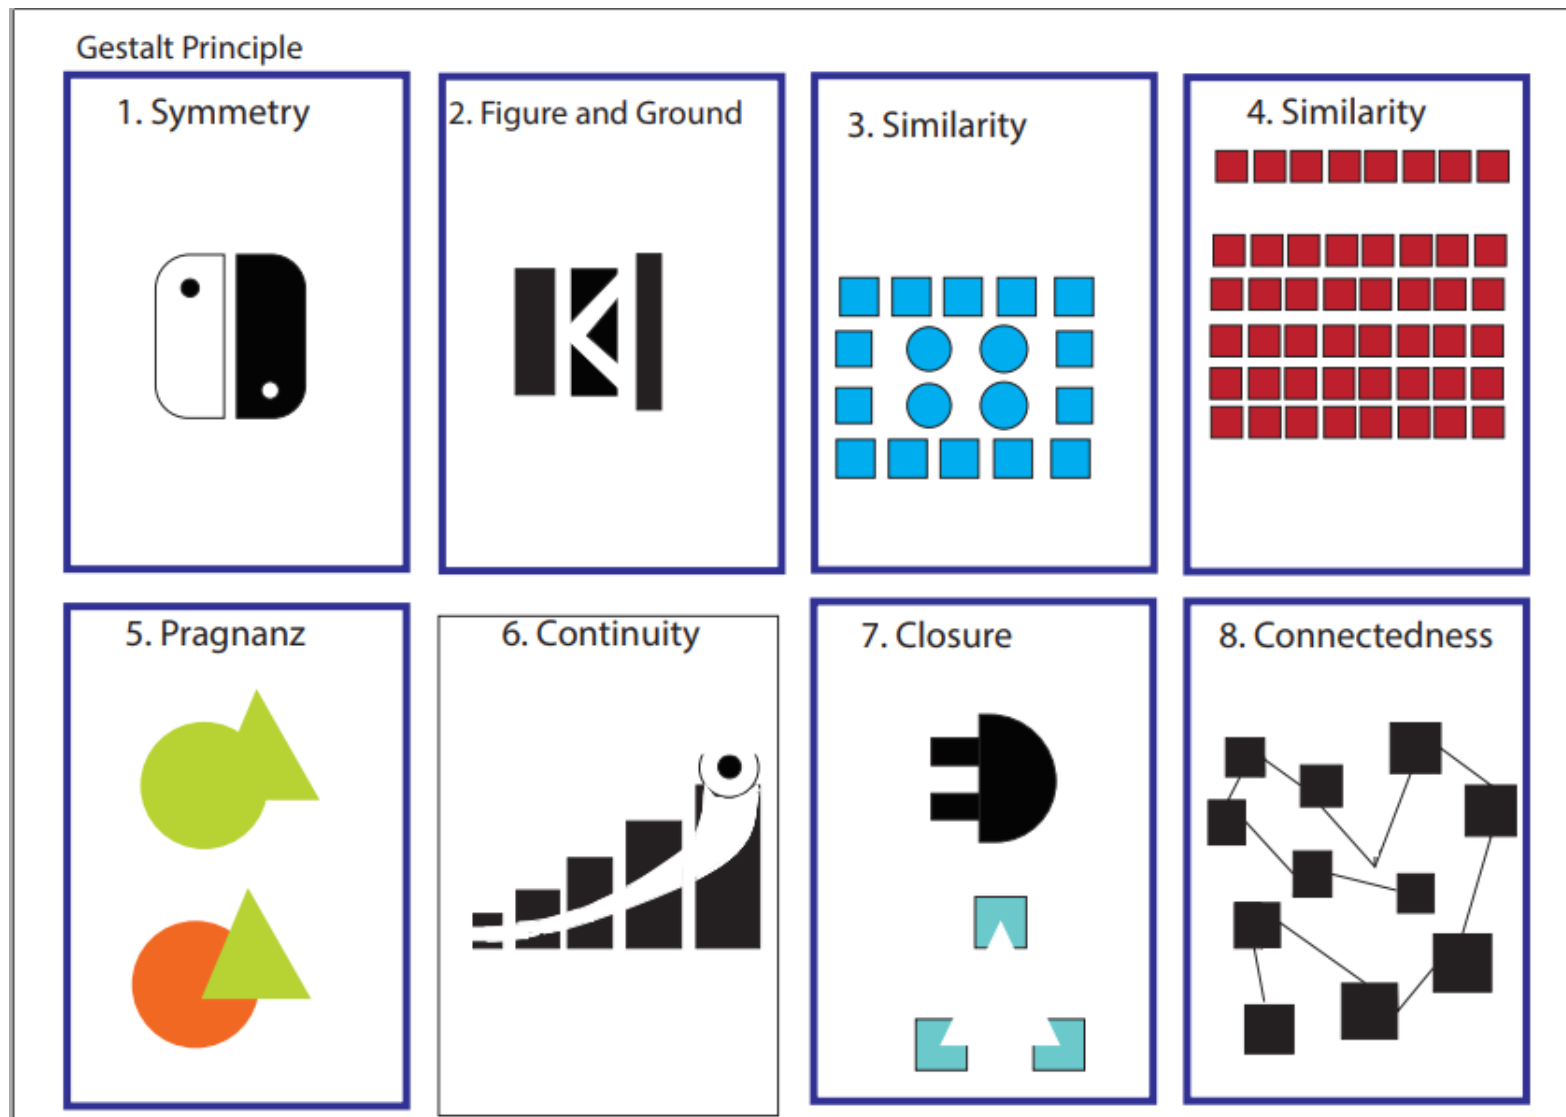 Gestalt Principle
1. Symmetry
2. Figure and Ground
3. Similarity
4. Similarity
5. Pragnanz
6. Continuity
7. Closure
8. Connectedness